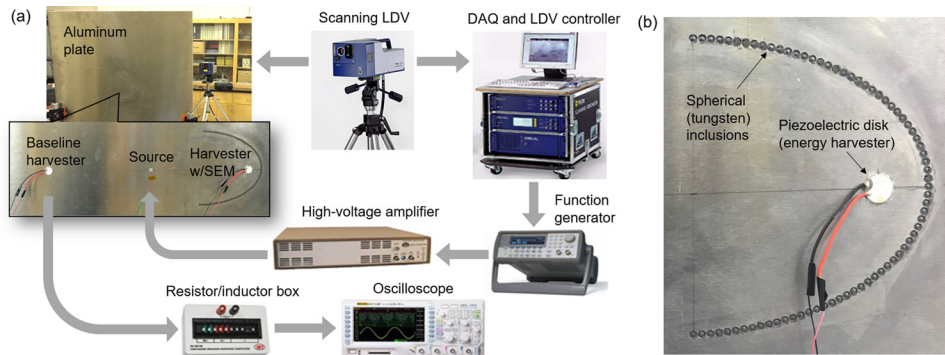 (a)
Scanning LDV
DAQ and LDV controller
Aluminum
plate
Baseline
harvester
Source
Harvester
w/SEM
High-voltage amplifier
Function
generator
Resistor/inductor box
Oscilloscope
(b)
Spherical
(tungsten)
inclusions
Piezoelectric disk
(energy harvester)